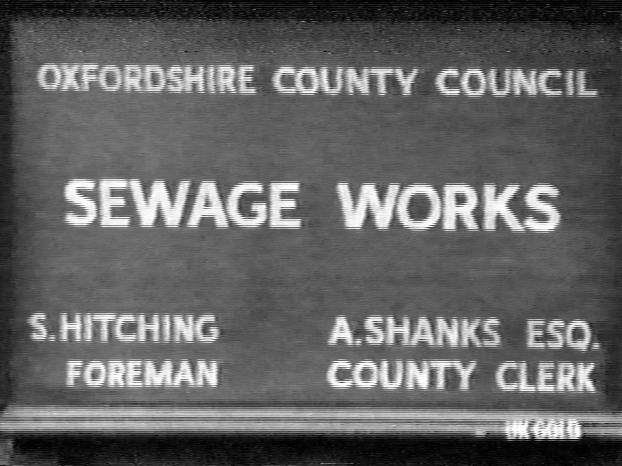 OXFORDSHIRE COUNTY COUNCIL
SEWAGE WORKS
S.HITCHING A.SHANKS ESQ.
FOREMAN COUNTY CLERK
UK GOLD